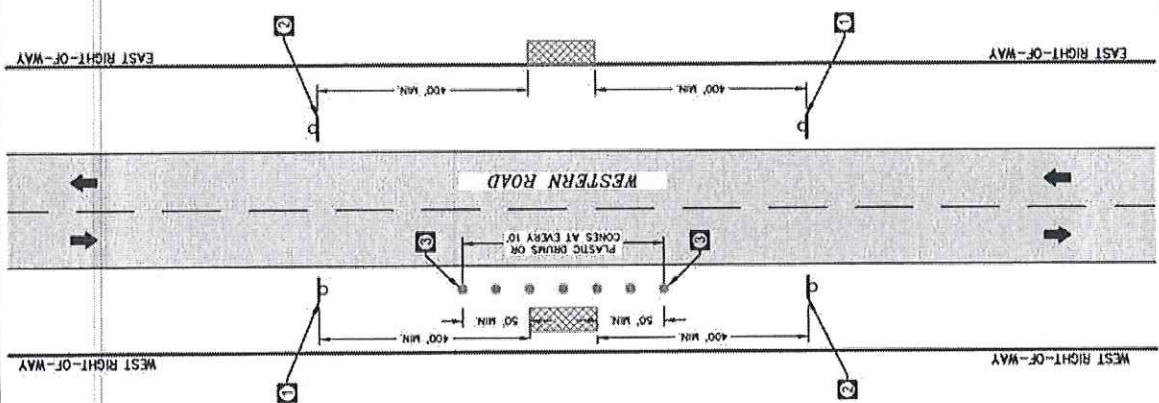 2
1
WEST RIGHT-OF-WAY
WEST RIGHT-OF-WAY
400' MIN.
400' MIN.
50' MIN.
50' MIN.
3
3
PLASTIC DRUMS OR
CONES AT EVERY 10'
WESTERN ROAD
400' MIN.
400' MIN.
EAST RIGHT-OF-WAY
EAST RIGHT-OF-WAY
1
2